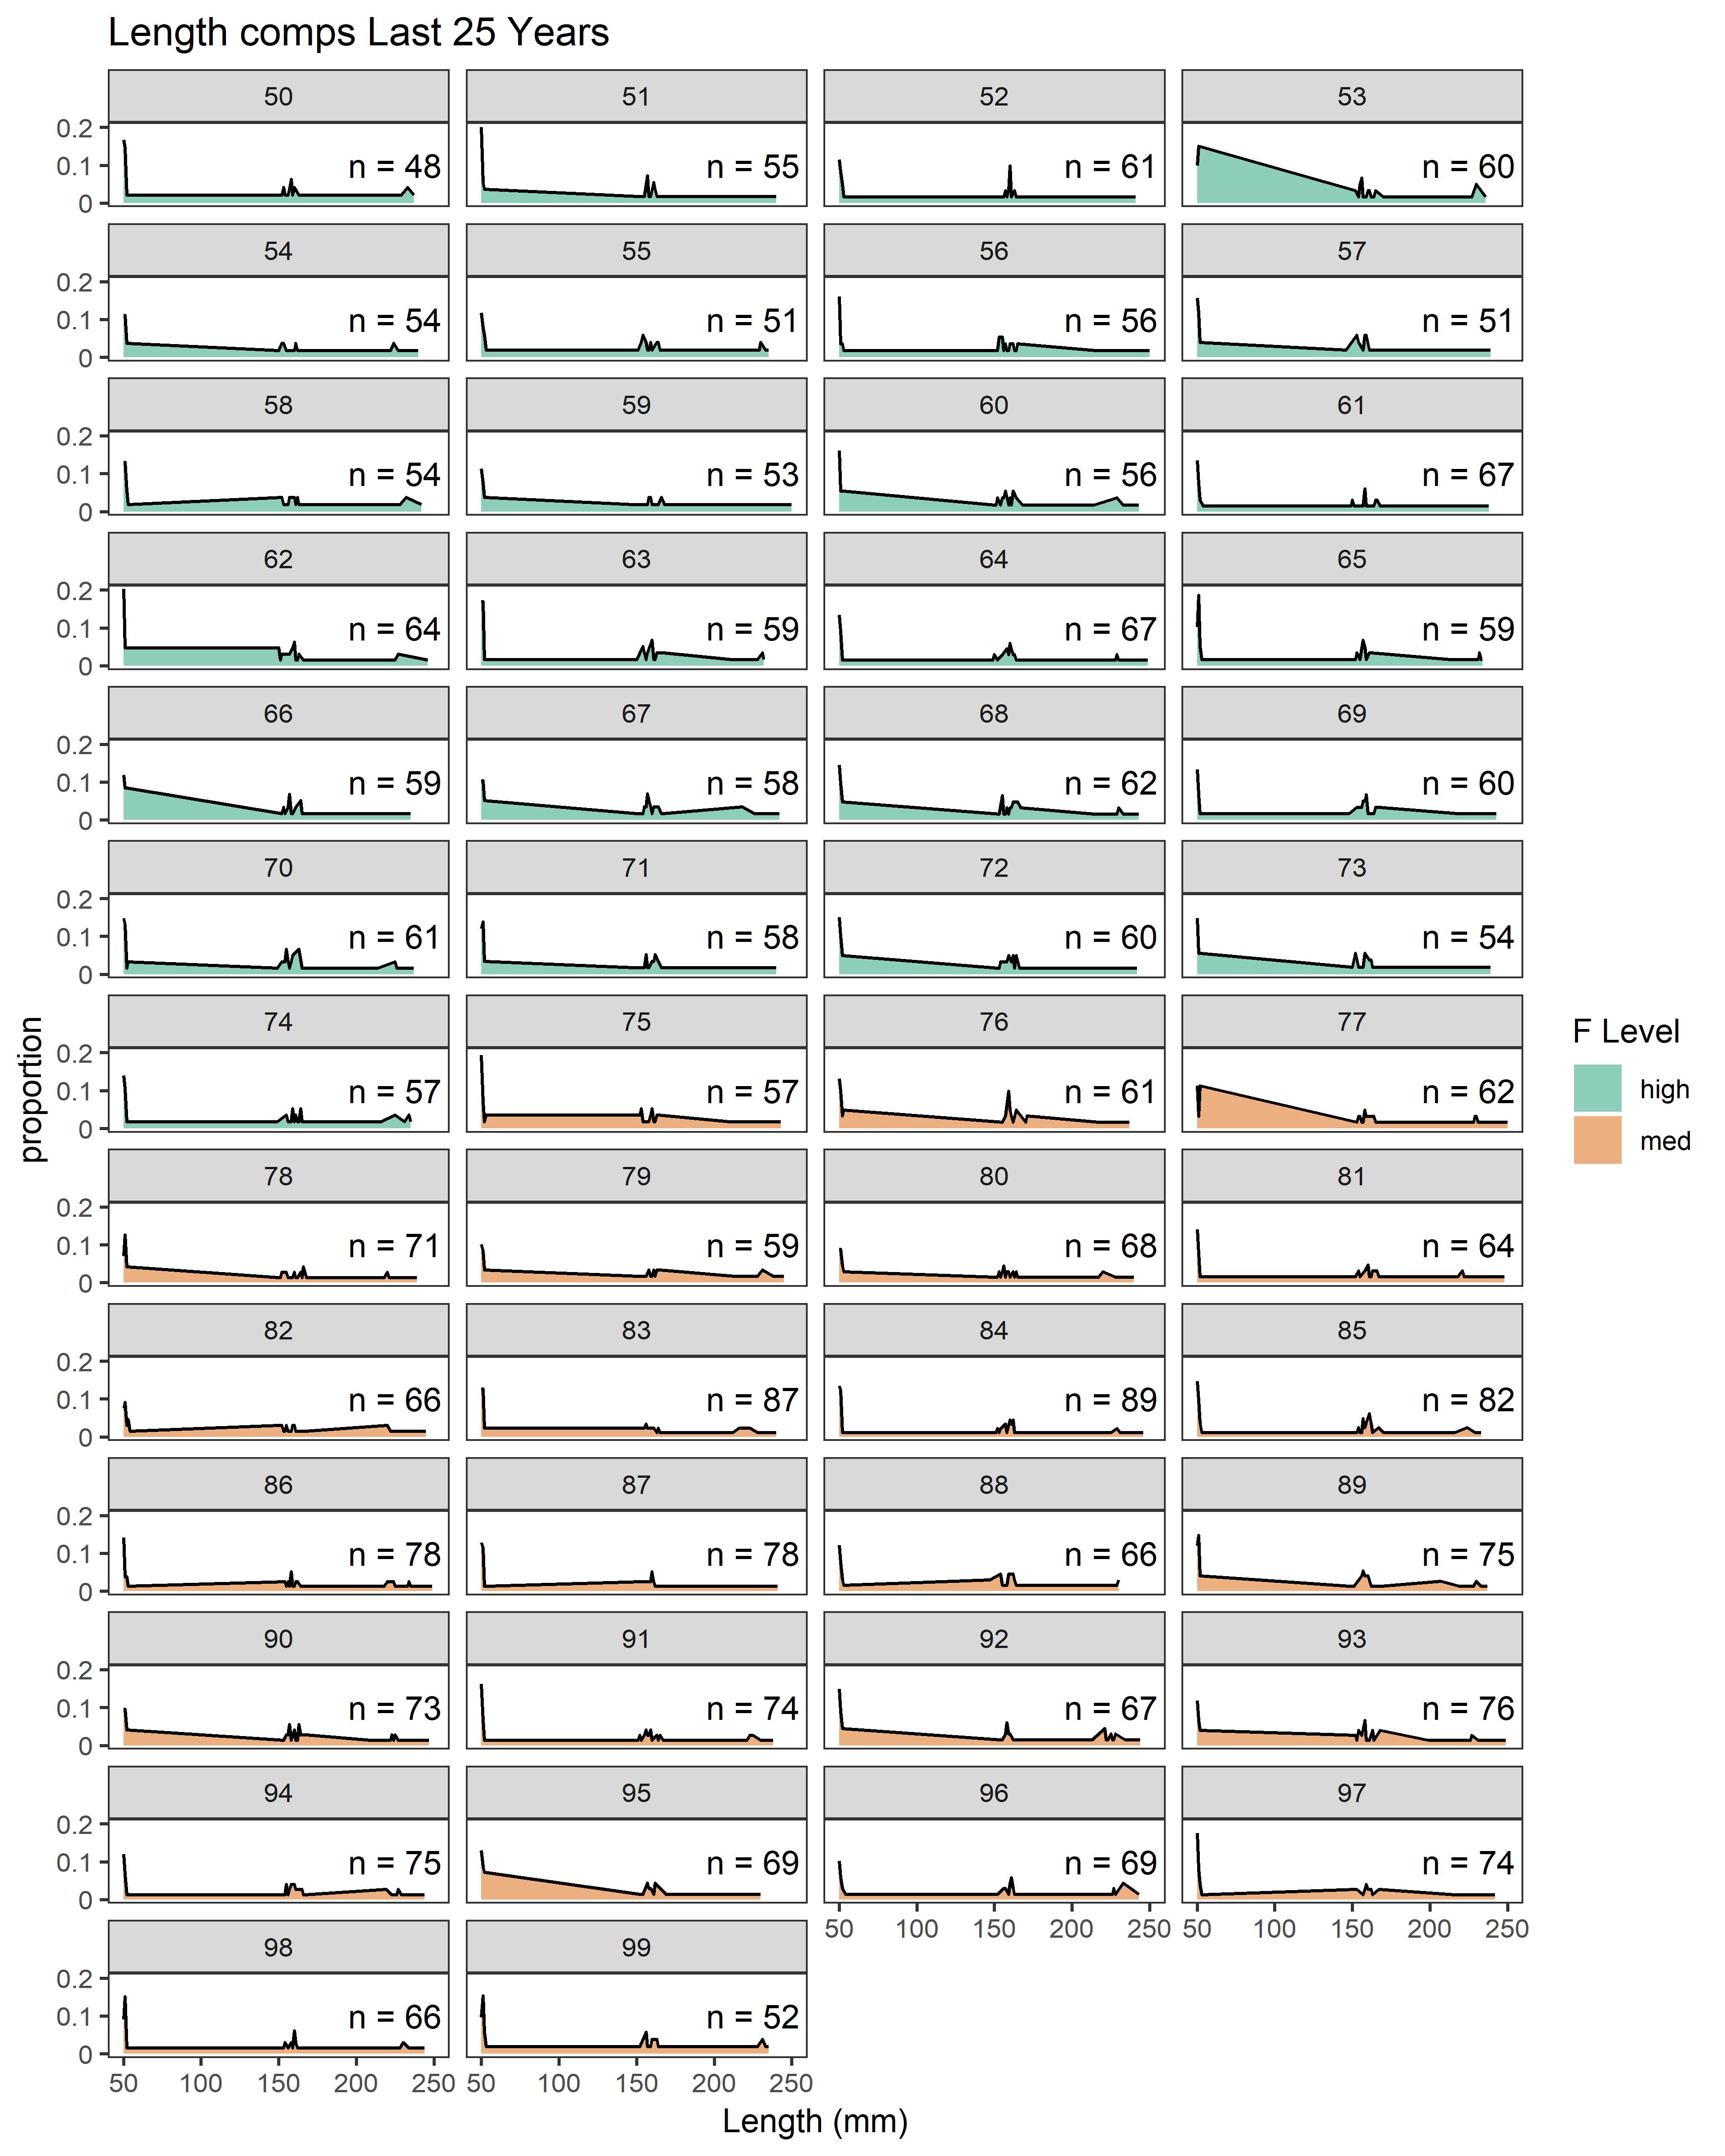 Length comps Last 25 Years
50 51 52 53
0.2
0.1
0
n = 48 n = 55 n = 61 n = 60
54 55 56 57
0.2
0.1
0
n = 54 n = 51 n = 56 n = 51
58 59 60 61
0.2
0.1
0
n = 54 n = 53 n = 56 n = 67
62 63 64 65
0.2
0.1
0
n = 64 n = 59 n = 67 n = 59
66 67 68 69
0.2
0.1
0
n = 59 n = 58 n = 62 n = 60
70 71 72 73
0.2
0.1
0
n = 61 n = 58 n = 60 n = 54
74 75 76 77
0.2
0.1
0
n = 57 n = 57 n = 61 n = 62
78 79 80 81
0.2
0.1
0
n = 71 n = 59 n = 68 n = 64
82 83 84 85
0.2
0.1
0
n = 66 n = 87 n = 89 n = 82
86 87 88 89
0.2
0.1
0
n = 78 n = 78 n = 66 n = 75
90 91 92 93
0.2
0.1
0
n = 73 n = 74 n = 67 n = 76
94 95 96 97
0.2
0.1
0
n = 75 n = 69 n = 69 n = 74
50 100 150 200 250 50 100 150 200 250
98 99
0.2
0.1
0
n = 66 n = 52
50 100 150 200 250 50 100 150 200 250
Length (mm)
proportion
F Level
high
med